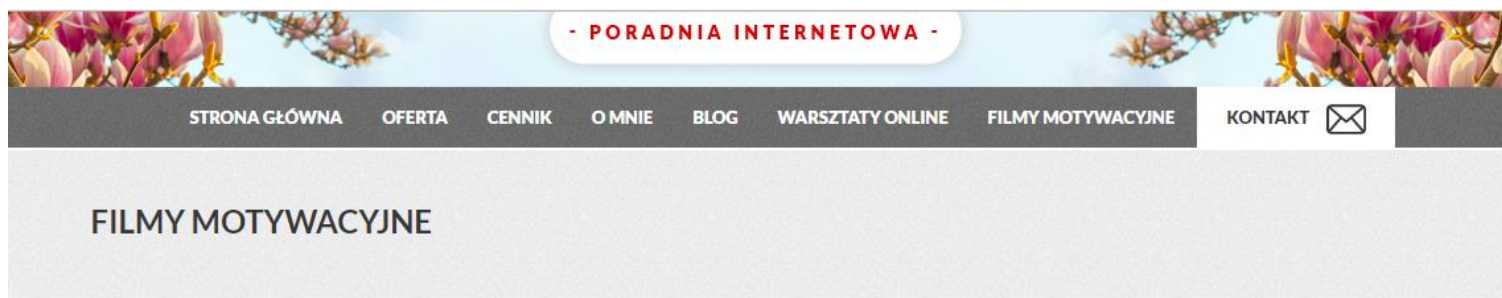 - PORADNIA INTERNETOWA -
STRONA GŁÓWNA OFERTA CENNIK O MNIE BLOG WARSZTATY ONLINE FILMY MOTYWACYJNE KONTAKT
FILMY MOTYWACYJNE